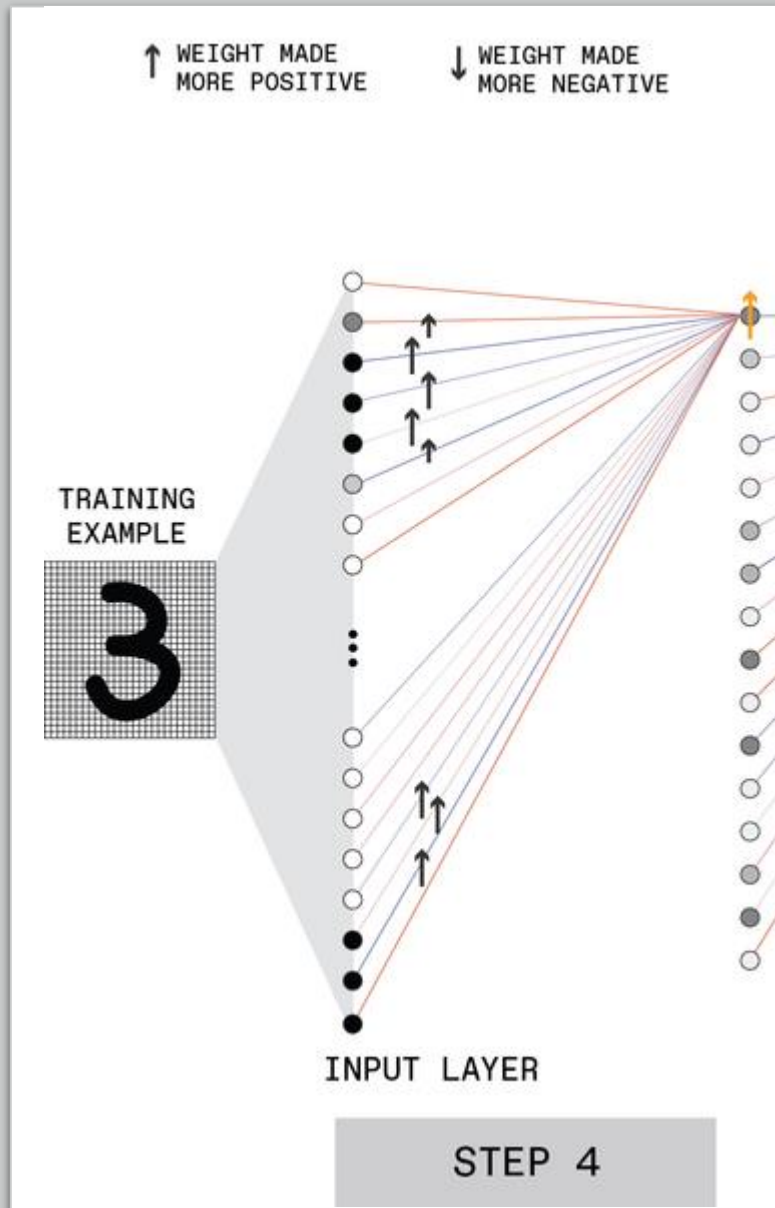 ↑ WEIGHT MADE
MORE POSITIVE
↓ WEIGHT MADE
MORE NEGATIVE
TRAINING
EXAMPLE
3
INPUT LAYER
STEP 4